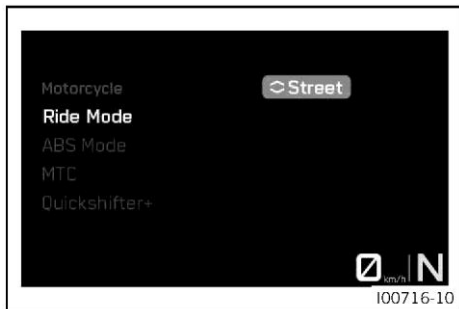 Motorcycle
Street
Ride Mode
ABS Mode
MTC
Quickshifter+
0 km/h N
I00716-10